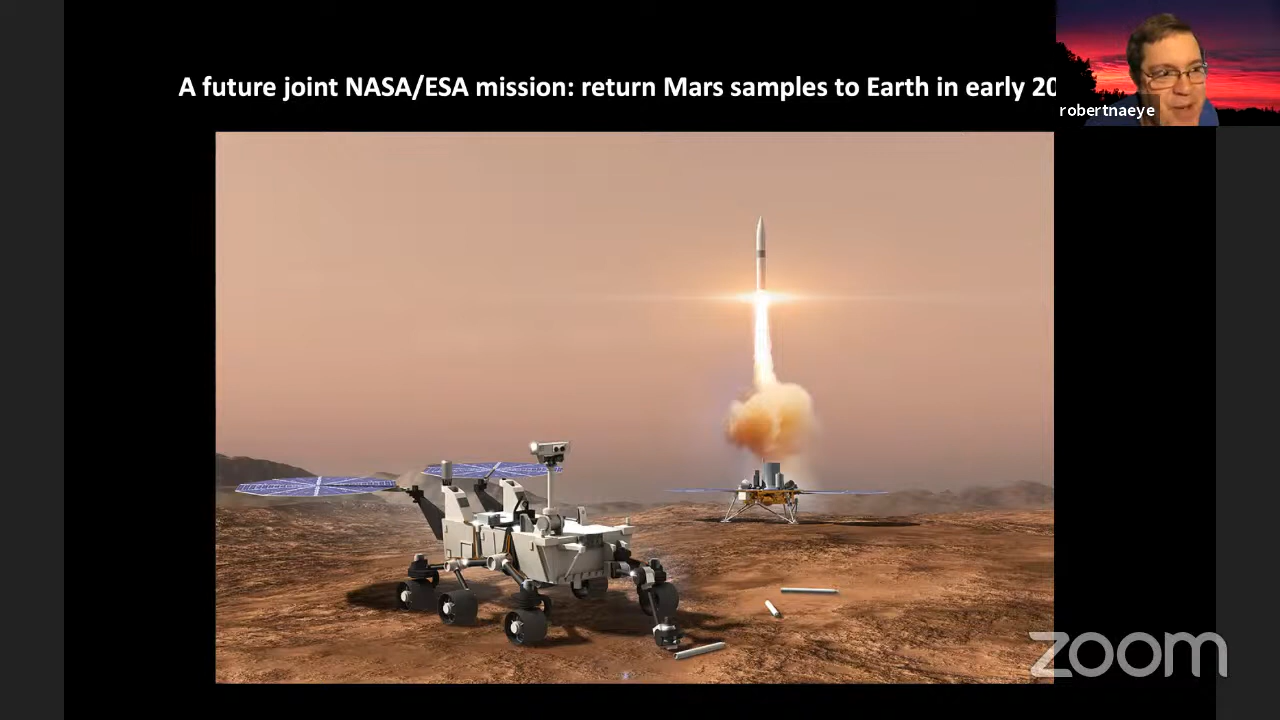 A future joint NASA/ESA mission: return Mars samples to Earth in early 20
robertnaeye
zoom